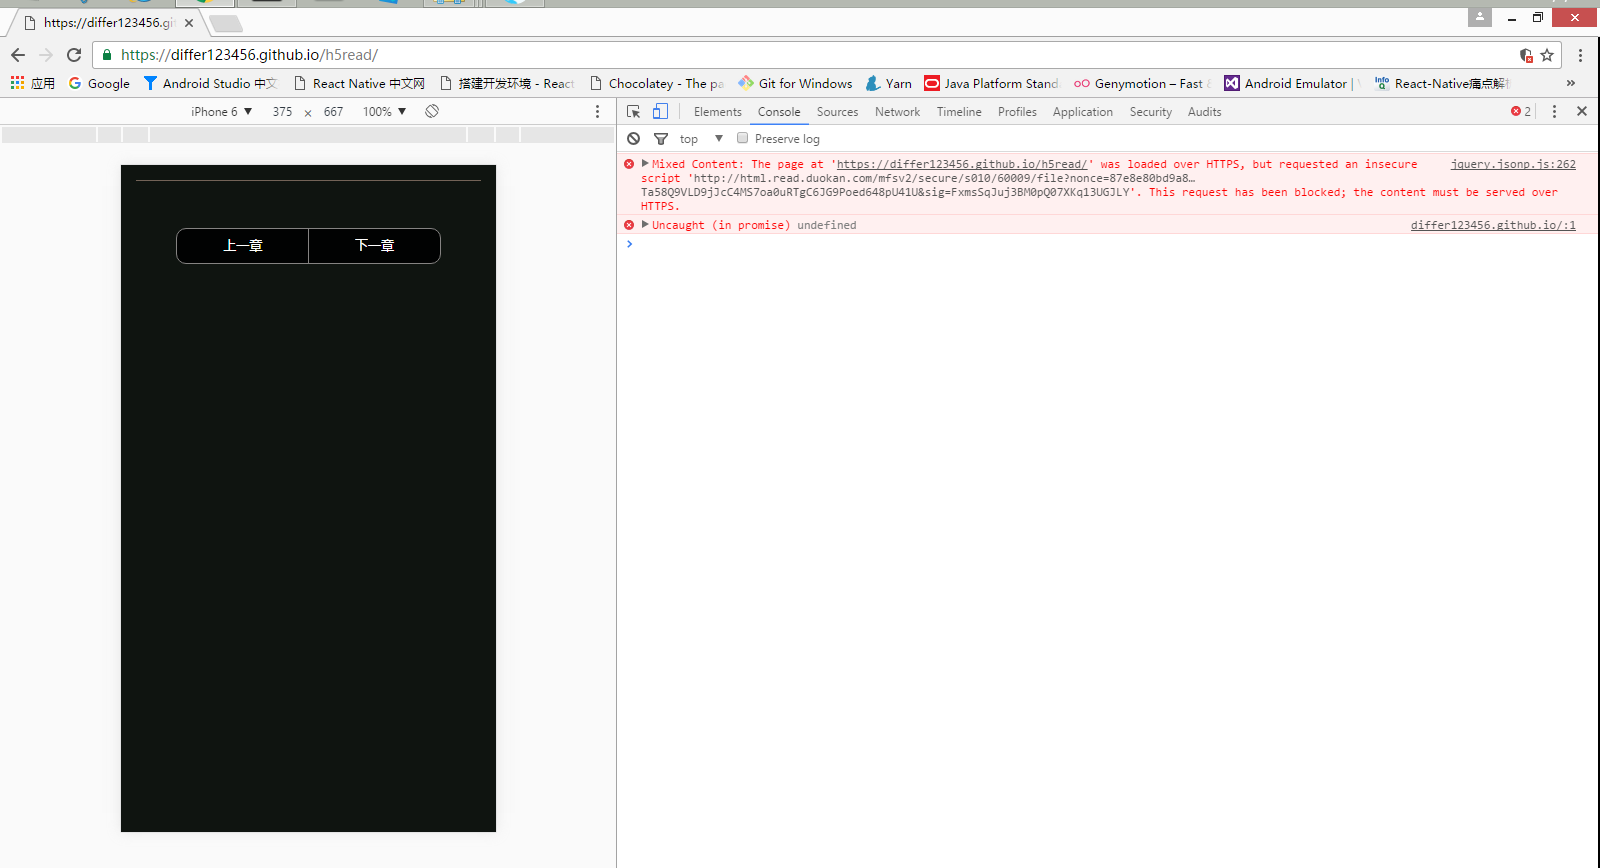 https://differ123456.git
https://differ123456.github.io/h5read/
应用 Google Android Studio 中文 React Native 中文网 搭建开发环境 - React Chocolatey - The pa Git for Windows Yarn Java Platform Stand Genymotion – Fast & Android Emulator | React-Native痛点解析 »
iPhone 6 ▼ 375 × 667 100% ▼ Elements Console Sources Network Timeline Profiles Application Security Audits 2
top ▼ Preserve log
Mixed Content: The page at 'https://differ123456.github.io/h5read/' was loaded over HTTPS, but requested an insecure jquery.jsonp.js:262
script 'http://html.read.duokan.com/mfsv2/secure/s010/60009/file?nonce=87e8e80bd9a8…
Ta58Q9VLD9jJcC4MS7oa0uRTgC6JG9Poed648pU41U&sig=FxmsSqJuj3BM0pQ07XKq13UGJLY'. This request has been blocked; the content must be served over
HTTPS.
Uncaught (in promise) undefined differ123456.github.io/:1
上一章 下一章